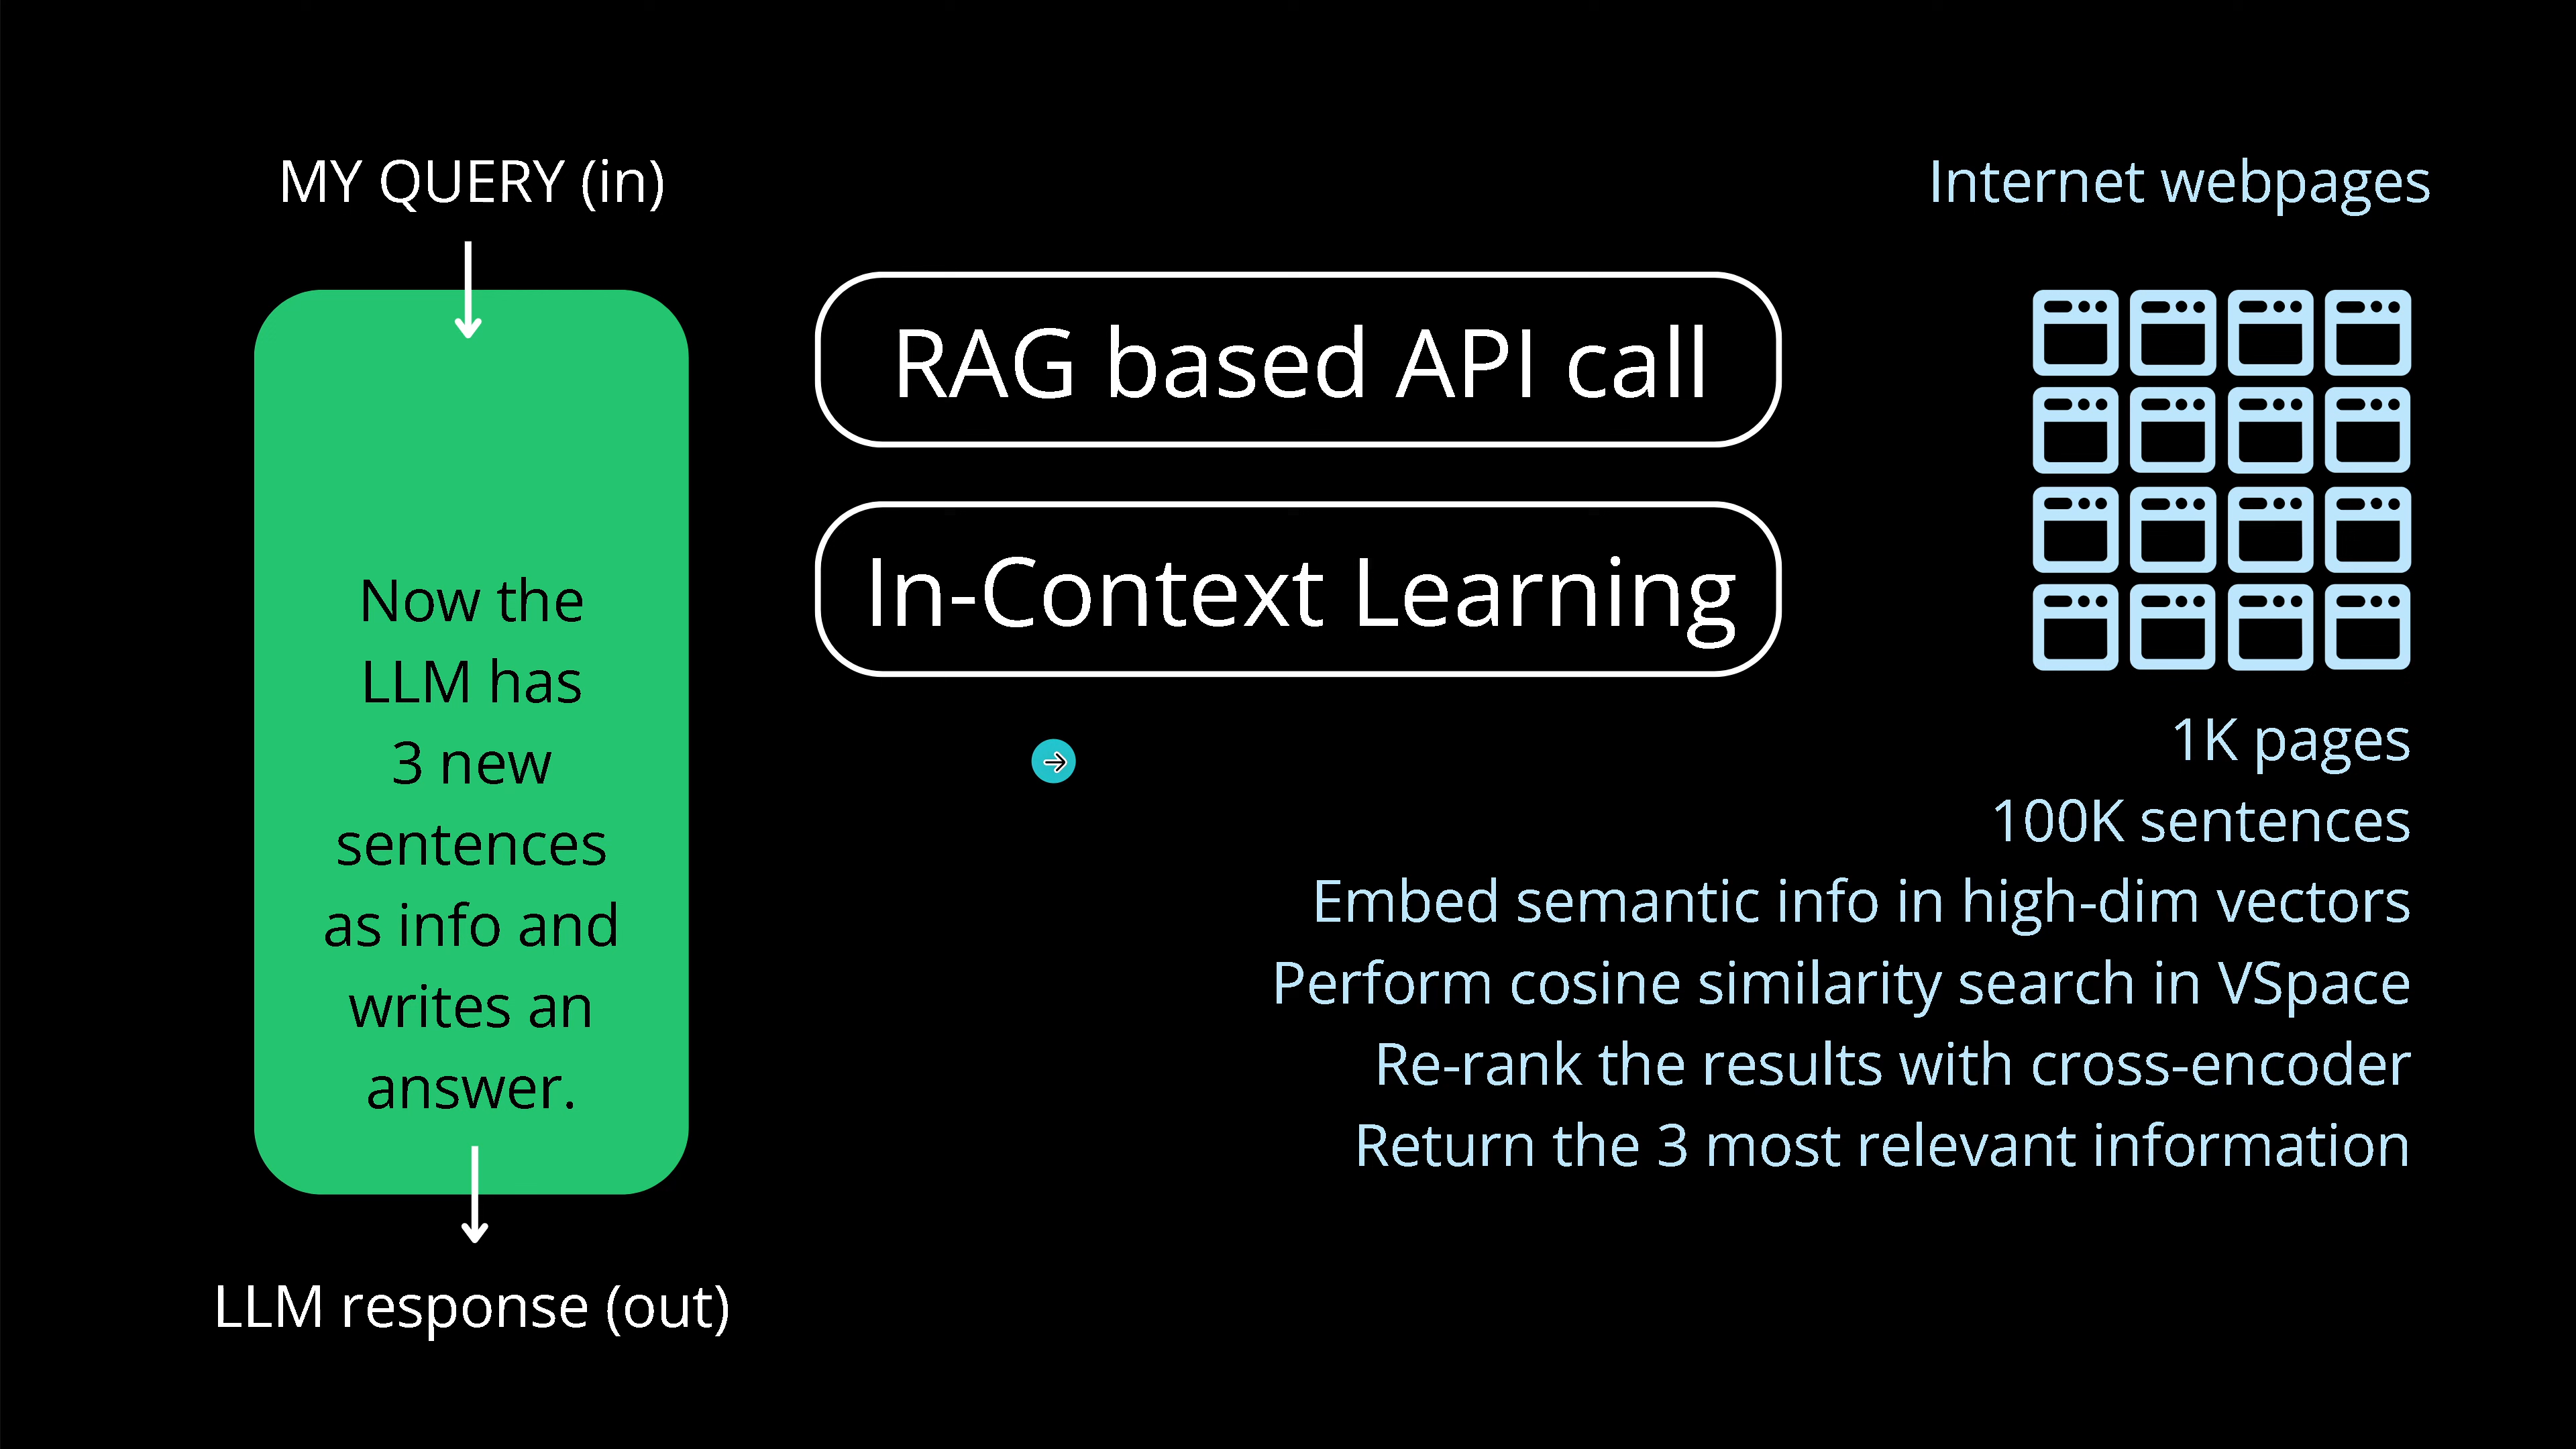 MY QUERY (in)
Now the
LLM has
3 new
sentences
as info and
writes an
answer.
LLM response (out)
RAG based API call
In-Context Learning
Internet webpages
1K pages
100K sentences
Embed semantic info in high-dim vectors
Perform cosine similarity search in VSpace
Re-rank the results with cross-encoder
Return the 3 most relevant information